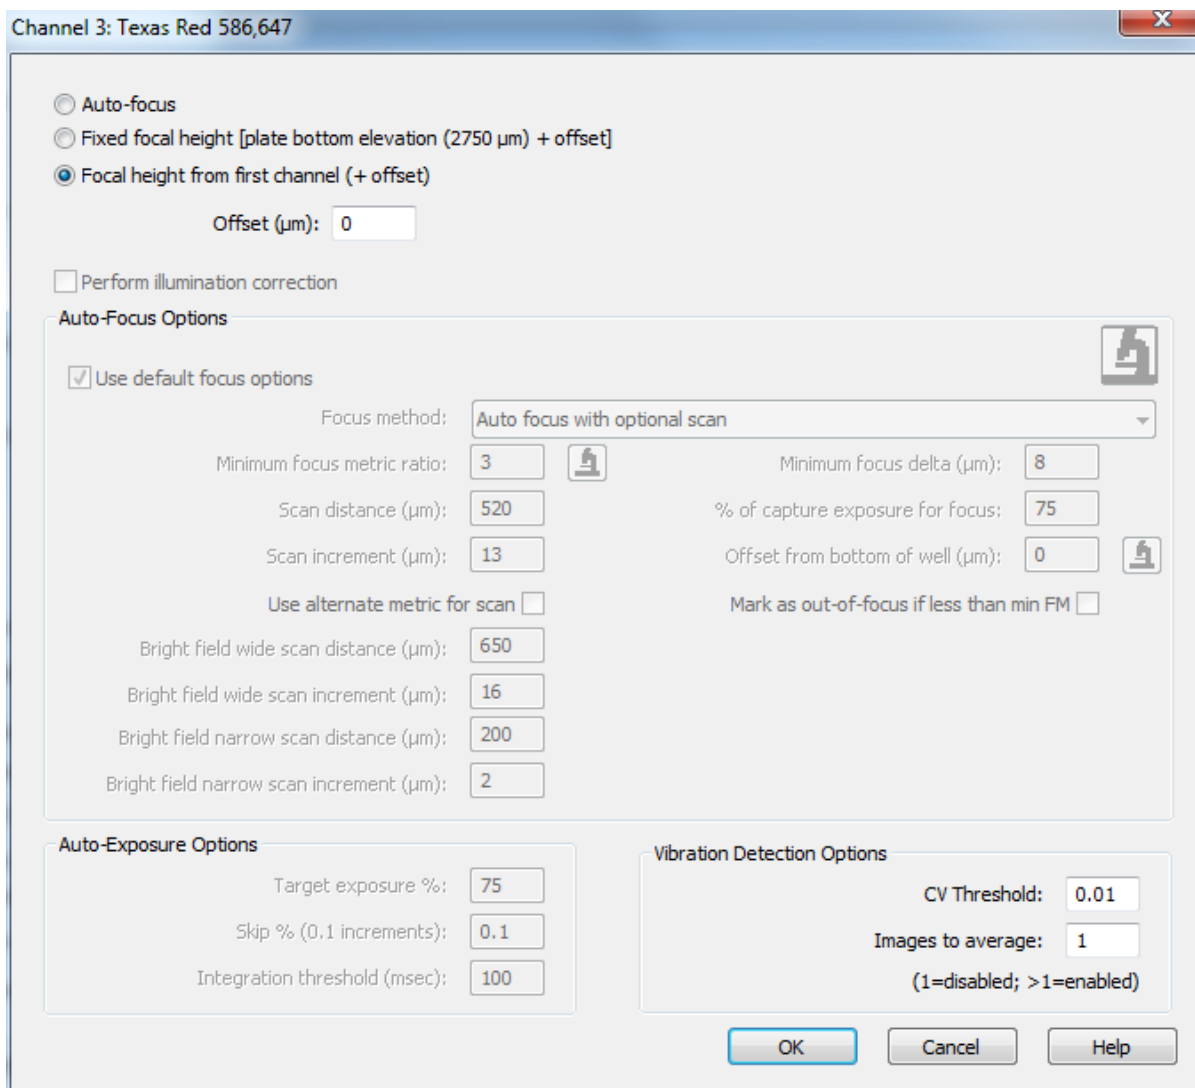 Channel 3: Texas Red 586,647
Auto-focus
Fixed focal height [plate bottom elevation (2750 µm) + offset]
Focal height from first channel (+ offset)
Offset (µm): 0
Perform illumination correction
Auto-Focus Options
Use default focus options
Focus method: Auto focus with optional scan
Minimum focus metric ratio: 3 Minimum focus delta (µm): 8
Scan distance (µm): 520 % of capture exposure for focus: 75
Scan increment (µm): 13 Offset from bottom of well (µm): 0
Use alternate metric for scan Mark as out-of-focus if less than min FM
Bright field wide scan distance (µm): 650
Bright field wide scan increment (µm): 16
Bright field narrow scan distance (µm): 200
Bright field narrow scan increment (µm): 2
Auto-Exposure Options
Target exposure %: 75
Skip % (0.1 increments): 0.1
Integration threshold (msec): 100
Vibration Detection Options
CV Threshold: 0.01
Images to average: 1
(1=disabled; >1=enabled)
OK Cancel Help